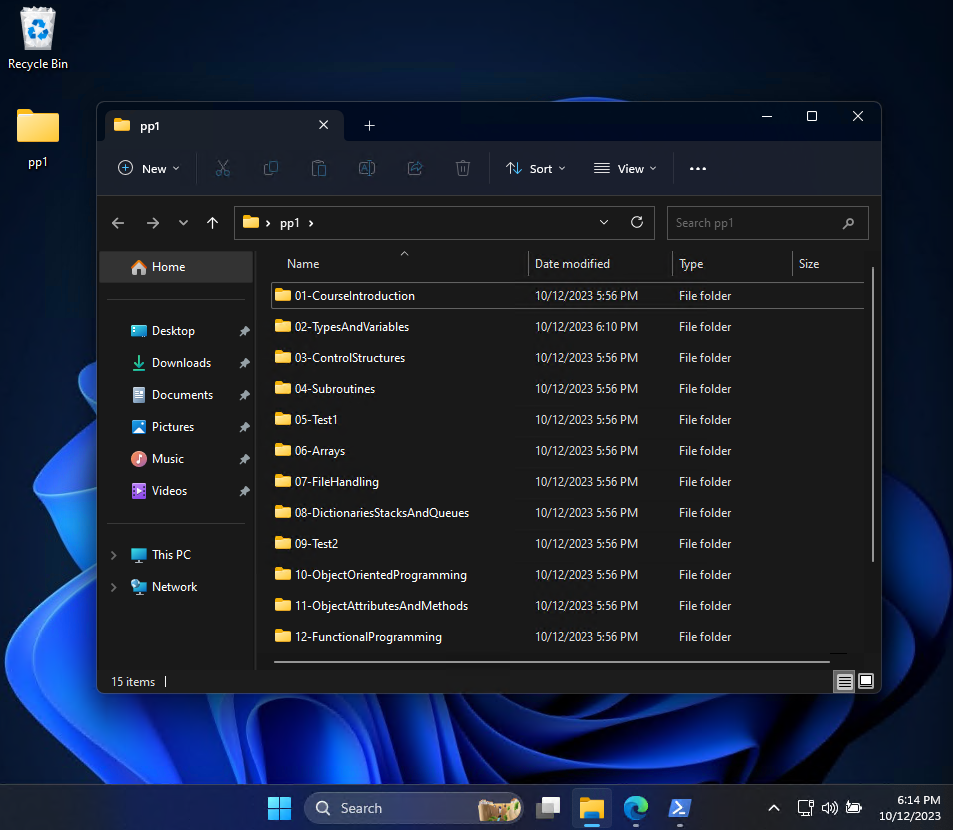 Recycle Bin
pp1
pp1
New
Sort
View
pp1
Search pp1
Name Date modified Type Size
Home
Desktop
Downloads
Documents
Pictures
Music
Videos
This PC
Network
01-CourseIntroduction 10/12/2023 5:56 PM File folder
02-TypesAndVariables 10/12/2023 6:10 PM File folder
03-ControlStructures 10/12/2023 5:56 PM File folder
04-Subroutines 10/12/2023 5:56 PM File folder
05-Test1 10/12/2023 5:56 PM File folder
06-Arrays 10/12/2023 5:56 PM File folder
07-FileHandling 10/12/2023 5:56 PM File folder
08-DictionariesStacksAndQueues 10/12/2023 5:56 PM File folder
09-Test2 10/12/2023 5:56 PM File folder
10-ObjectOrientedProgramming 10/12/2023 5:56 PM File folder
11-ObjectAttributesAndMethods 10/12/2023 5:56 PM File folder
12-FunctionalProgramming 10/12/2023 5:56 PM File folder
15 items
Search
6:14 PM
10/12/2023